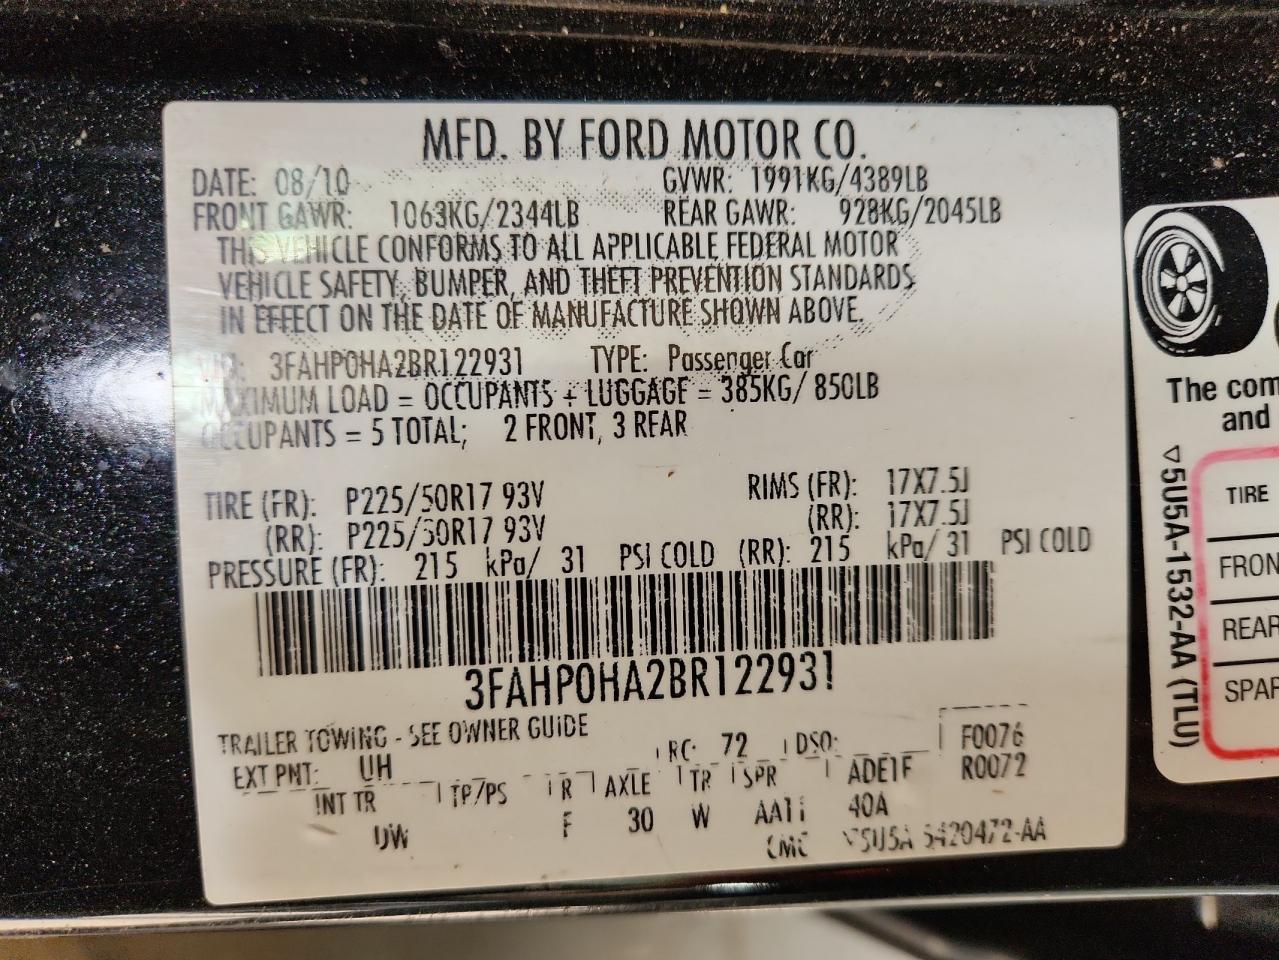 MFD. BY FORD MOTOR CO.
DATE: 08/10 GVWR: 1991KG/4389LB
FRONT GAWR: 1063KG/2344LB REAR GAWR: 928KG/2045LB
THIS VEHICLE CONFORMS TO ALL APPLICABLE FEDERAL MOTOR
VEHICLE SAFETY, BUMPER, AND THEFT PREVENTION STANDARDS
IN EFFECT ON THE DATE OF MANUFACTURE SHOWN ABOVE.
VIN: 3FAHP0HA2BR122931 TYPE: Passenger Car
MAXIMUM LOAD = OCCUPANTS + LUGGAGE = 385KG/ 850LB
OCCUPANTS = 5 TOTAL; 2 FRONT, 3 REAR
TIRE (FR): P225/50R17 93V RIMS (FR): 17X7.5J
(RR): P225/50R17 93V (RR): 17X7.5J
PRESSURE (FR): 215 kPa/ 31 PSI COLD (RR): 215 kPa/ 31 PSI COLD
3FAHP0HA2BR122931
TRAILER TOWING - SEE OWNER GUIDE
EXT PNT: UH RC: 72 DSO: F0076
INT TR TP/PS R AXLE TR SPR ADE1F R0072
UW F 30 W AA11 40A
5U5A 5420472-AA
The com
and
TIRE
FRON
REAR
SPAR
▽5U5A-1532-AA (TLU)